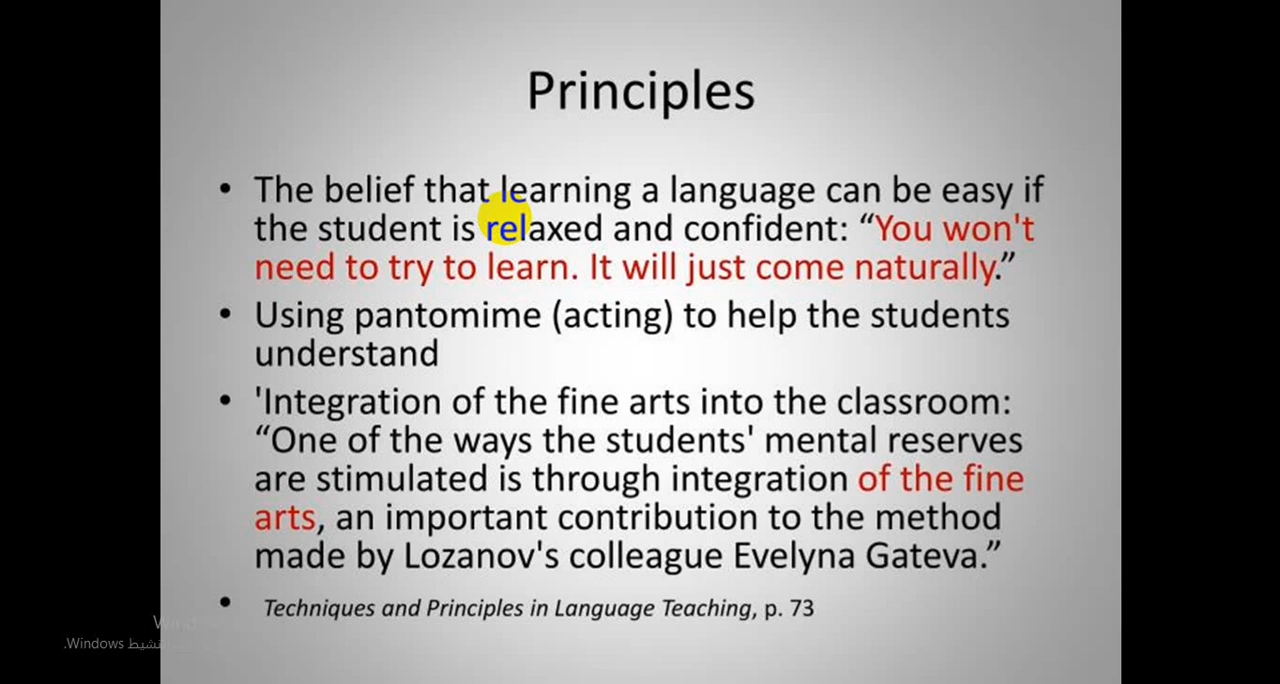 Principles
• The belief that learning a language can be easy if
the student is relaxed and confident: “You won't
need to try to learn. It will just come naturally.”
• Using pantomime (acting) to help the students
understand
• 'Integration of the fine arts into the classroom:
“One of the ways the students' mental reserves
are stimulated is through integration of the fine
arts, an important contribution to the method
made by Lozanov's colleague Evelyna Gateva.”
• Techniques and Principles in Language Teaching, p. 73
Windows.